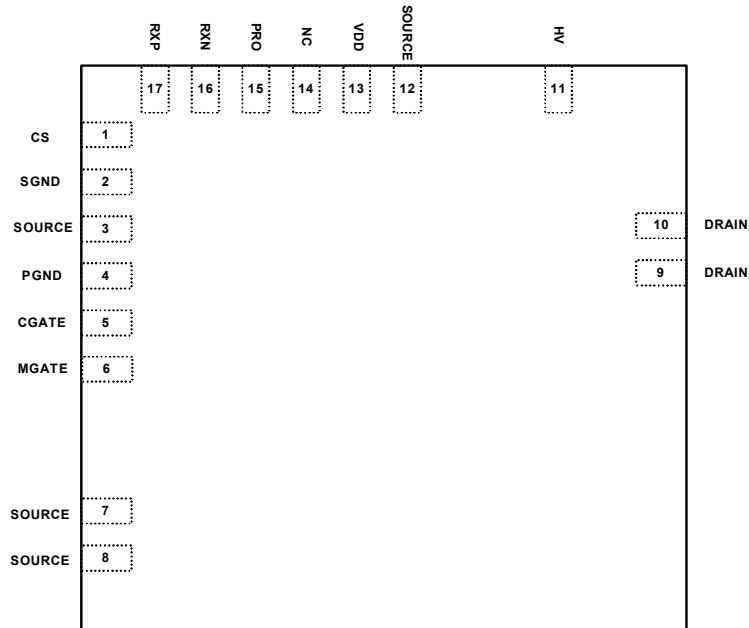 RXP
RXN
PRO
NC
VDD
SOURCE
HV
17
16
15
14
13
12
11
CS
1
SGND
2
SOURCE
3
10
DRAIN
PGND
4
9
DRAIN
CGATE
5
MGATE
6
SOURCE
7
SOURCE
8